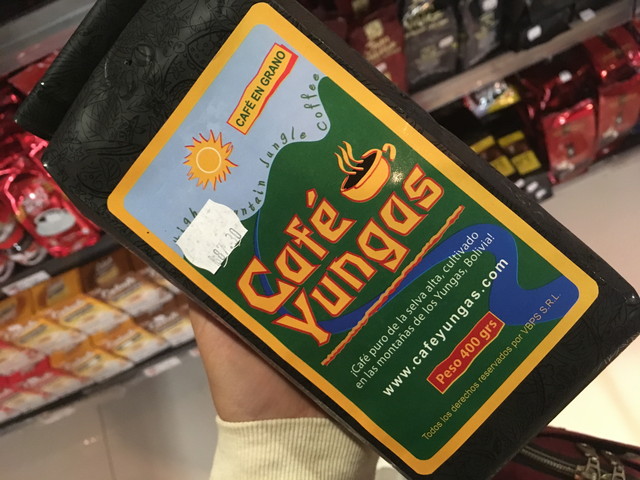 CAFÉ EN GRANO
High Mountain Jungle Coffee
Café
Yungas
¡Café puro de la selva alta, cultivado
en las montañas de los Yungas, Bolivia!
www.cafeyungas.com
Peso 400 grs
Todos los derechos reservados por VBPS S.R.L.